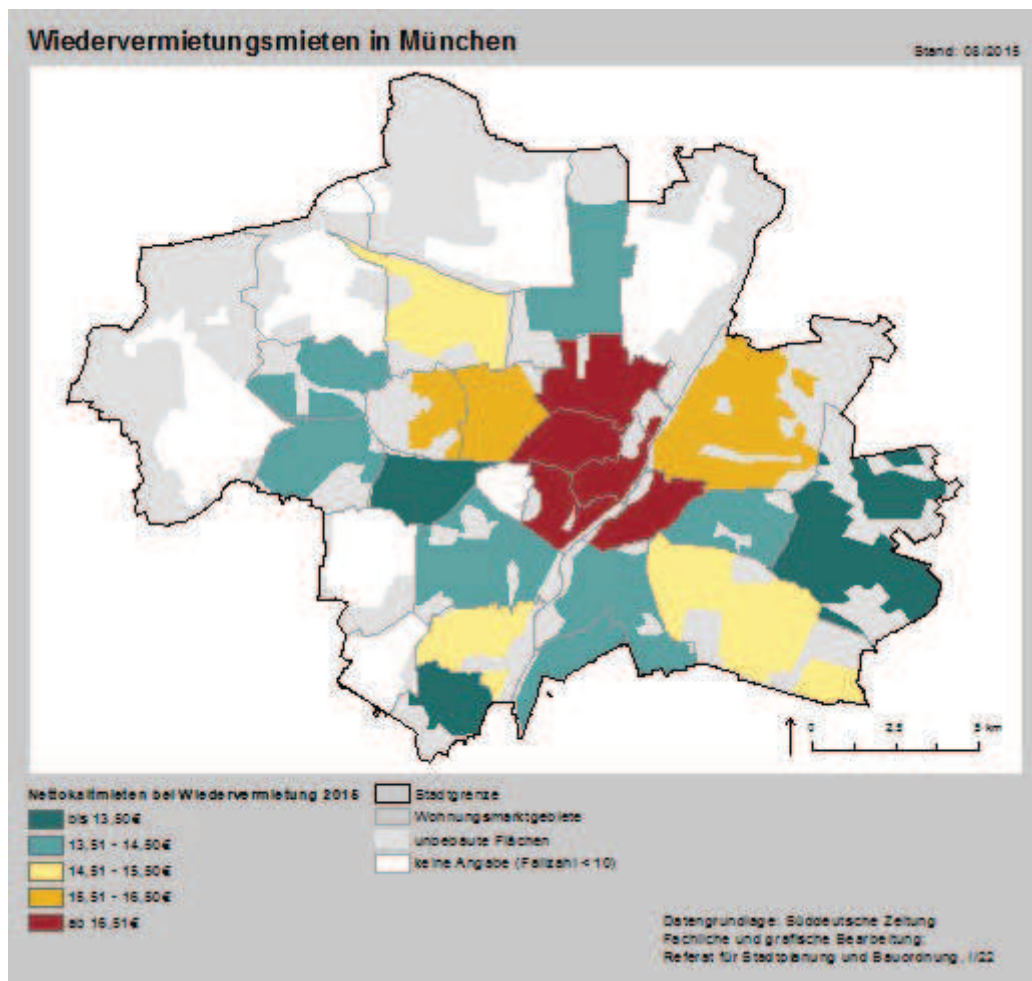 Wiedervermietungsmieten in München
Stand: 08/2015
0 2,5 5 km
Nettokaltmieten bei Wiedervermietung 2015
bis 13,50€
13,51 - 14,50€
14,51 - 15,50€
15,51 - 16,50€
ab 16,51€
Stadtgrenze
Wohnungsmarktgebiete
unbebaute Flächen
keine Angabe (Fallzahl < 10)
Datengrundlage: Süddeutsche Zeitung
Fachliche und grafische Bearbeitung:
Referat für Stadtplanung und Bauordnung, I/22